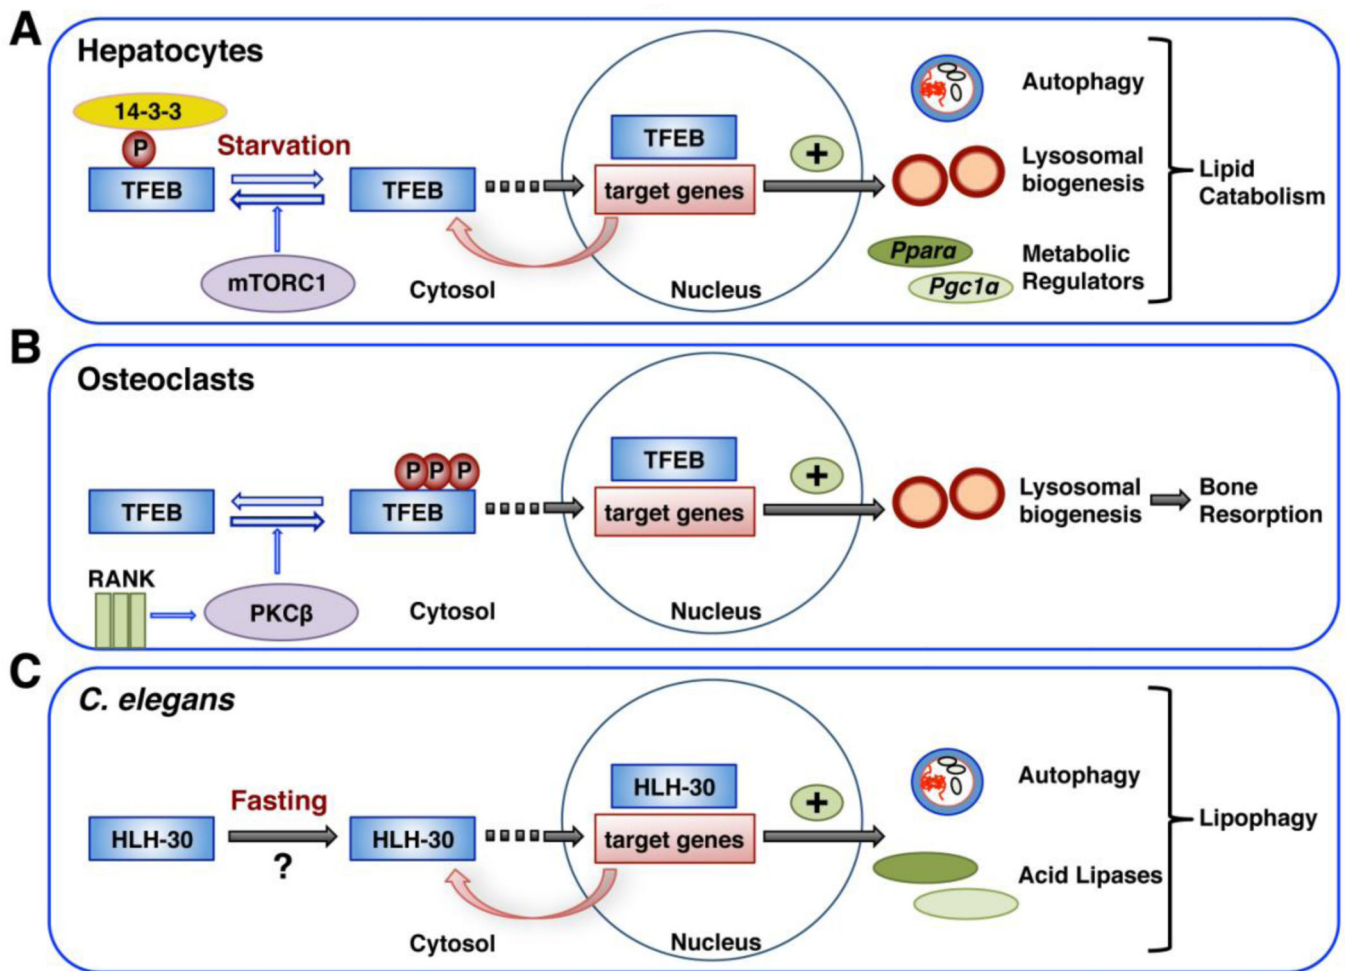 A
Hepatocytes
14-3-3
P
Starvation
TFEB
TFEB
mTORC1
Cytosol
TFEB
target genes
Nucleus
+
Autophagy
Lysosomal
biogenesis
Pparα
Pgc1α
Metabolic
Regulators
Lipid
Catabolism
B
Osteoclasts
TFEB
P P P
TFEB
RANK
PKCβ
Cytosol
TFEB
target genes
Nucleus
+
Lysosomal
biogenesis
Bone
Resorption
C
C. elegans
HLH-30
Fasting
?
HLH-30
Cytosol
HLH-30
target genes
Nucleus
+
Autophagy
Acid Lipases
Lipophagy